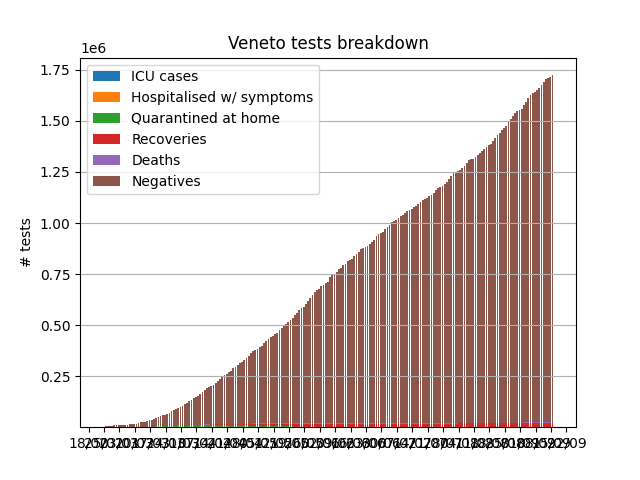 Veneto tests breakdown
1e6
1.75
1.50
1.25
1.00
0.75
0.50
0.25
# tests
ICU cases
Hospitalised w/ symptoms
Quarantined at home
Recoveries
Deaths
Negatives